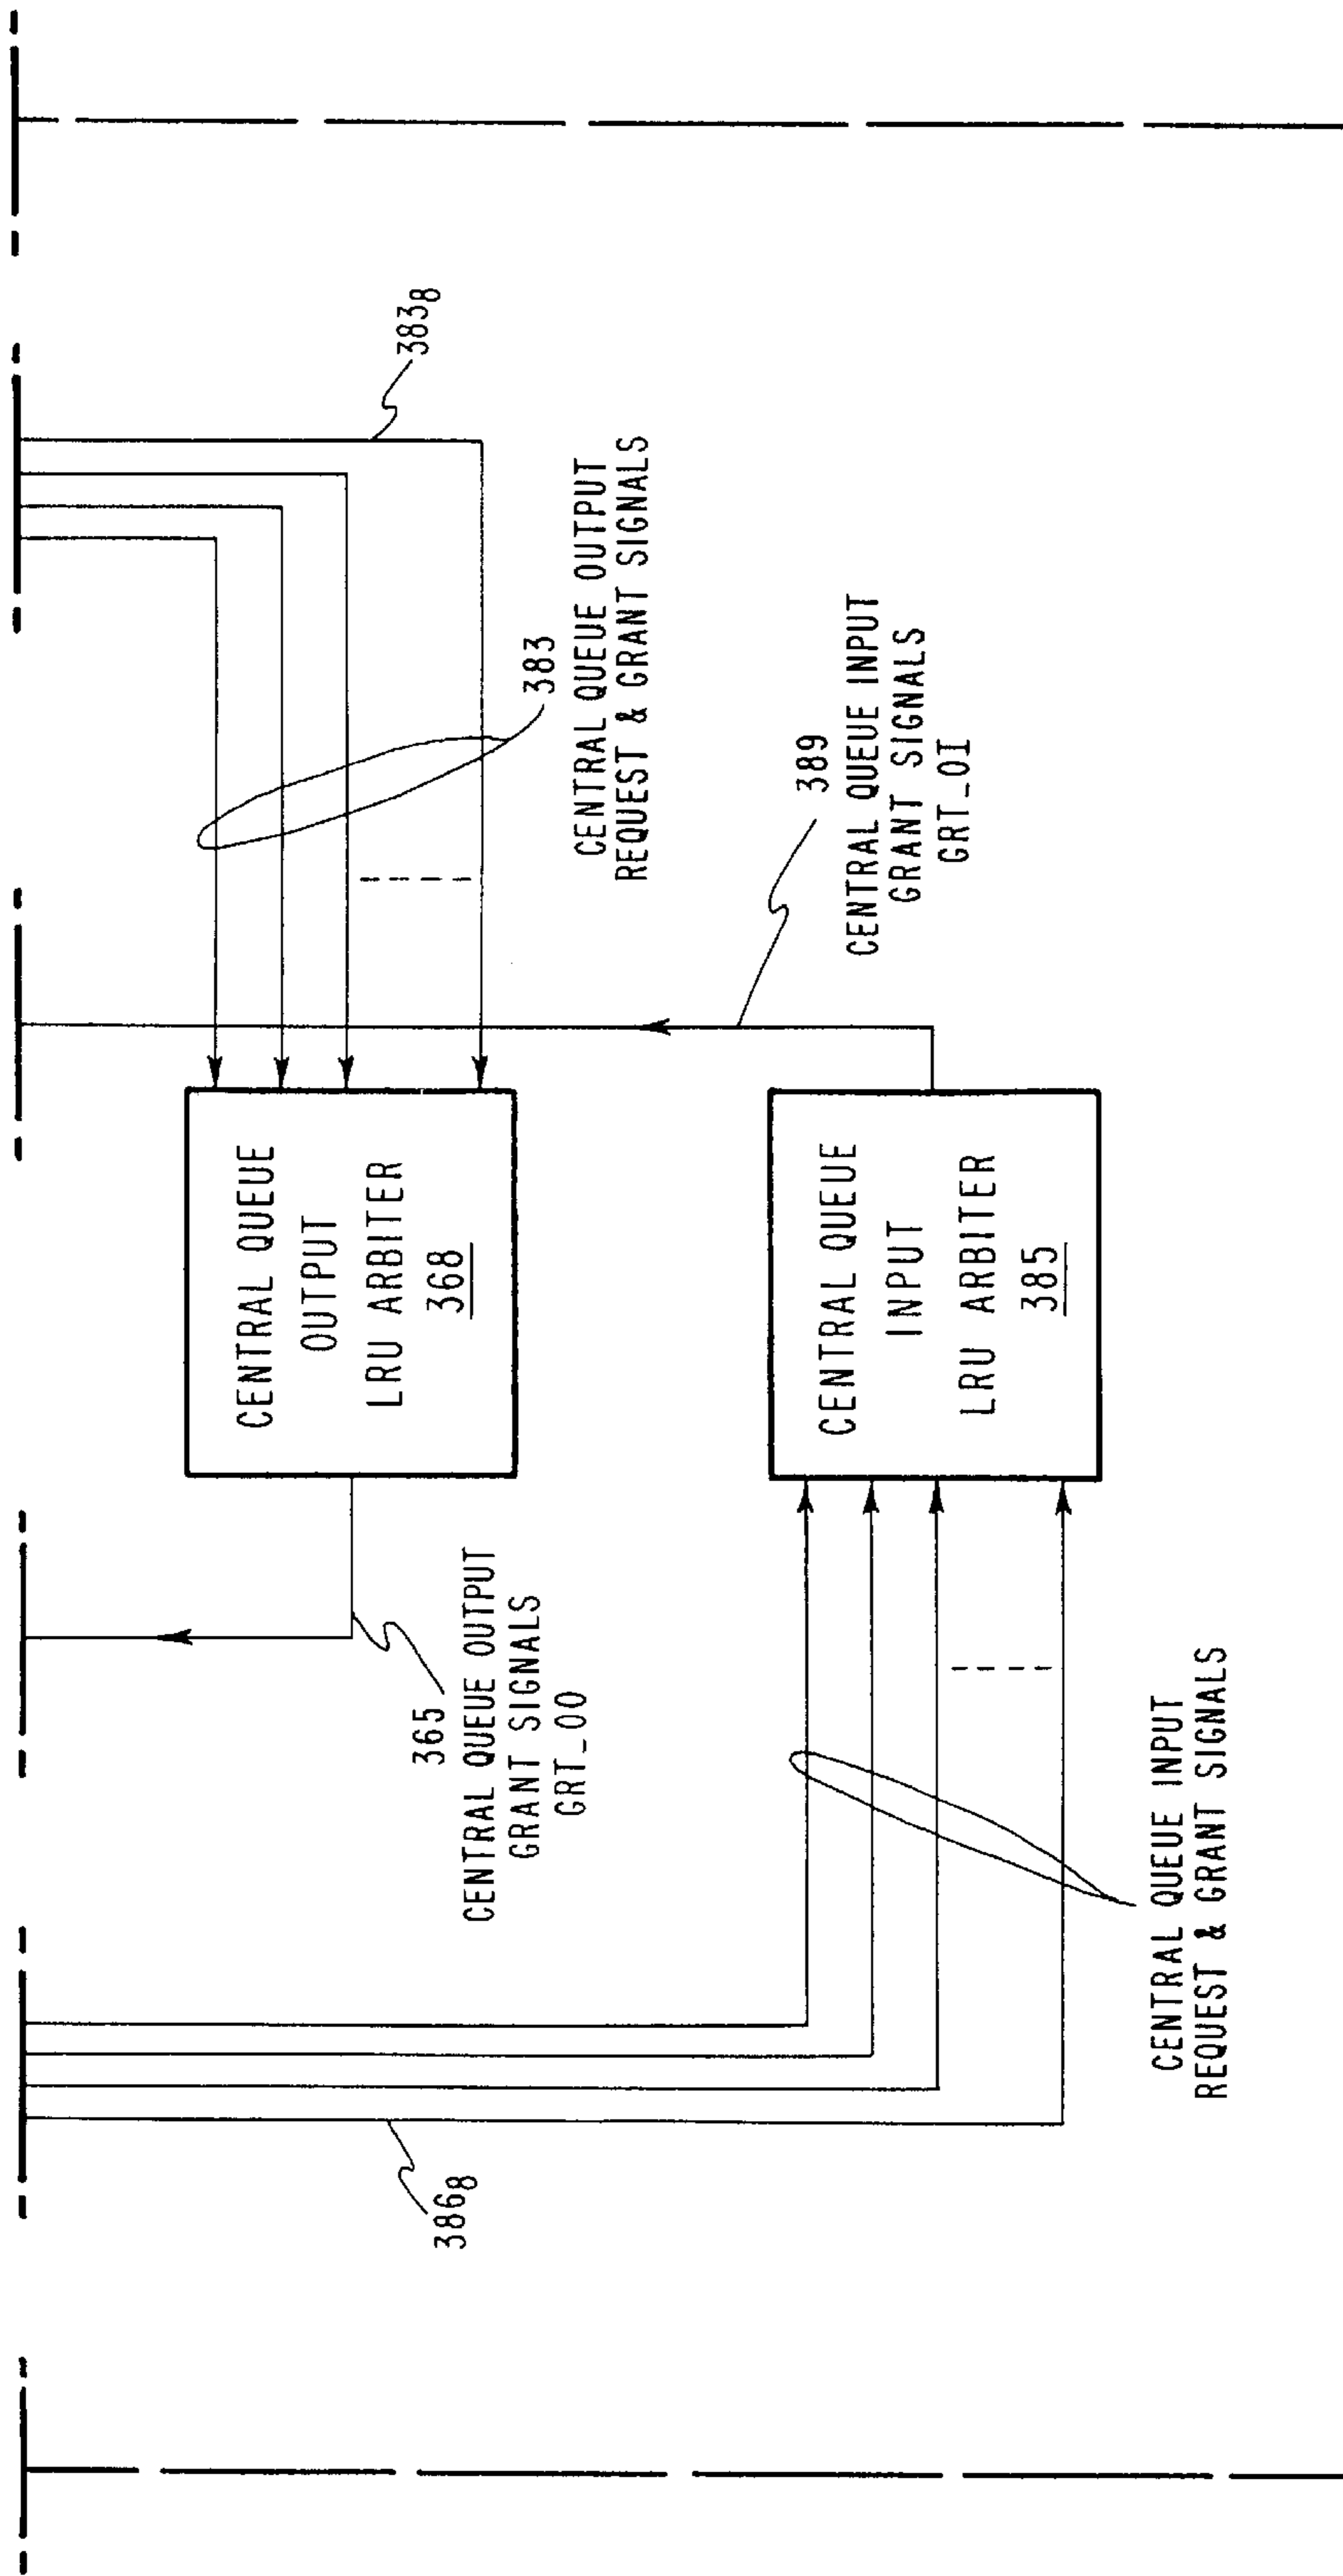 383₈
383
CENTRAL QUEUE OUTPUT
REQUEST & GRANT SIGNALS
CENTRAL QUEUE
OUTPUT
LRU ARBITER
368
365
CENTRAL QUEUE OUTPUT
GRANT SIGNALS
GRT_OO
389
CENTRAL QUEUE INPUT
GRANT SIGNALS
GRT_OI
CENTRAL QUEUE
INPUT
LRU ARBITER
385
386₈
CENTRAL QUEUE INPUT
REQUEST & GRANT SIGNALS